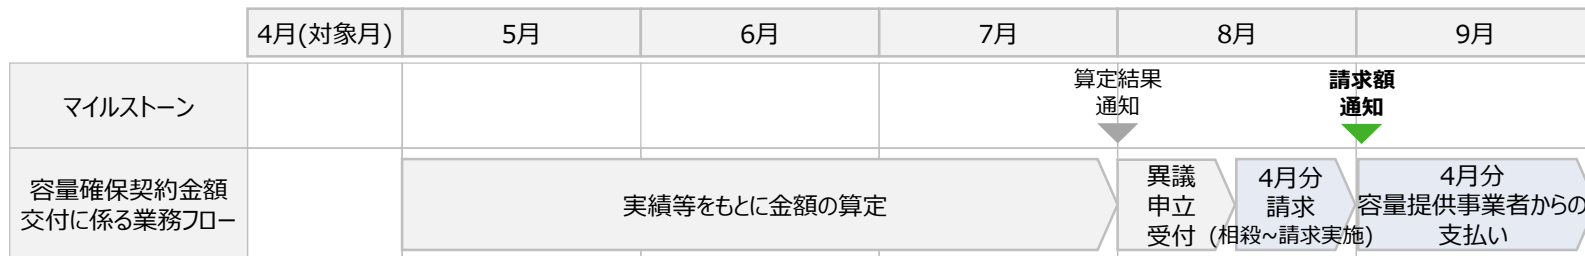 4月(対象月)
5月
6月
7月
8月
9月
マイルストーン
算定結果
通知
請求額
通知
容量確保契約金額
交付に係る業務フロー
実績等をもとに金額の算定
異議
申立
受付
4月分
請求
(相殺~請求実施)
4月分
容量提供事業者からの
支払い